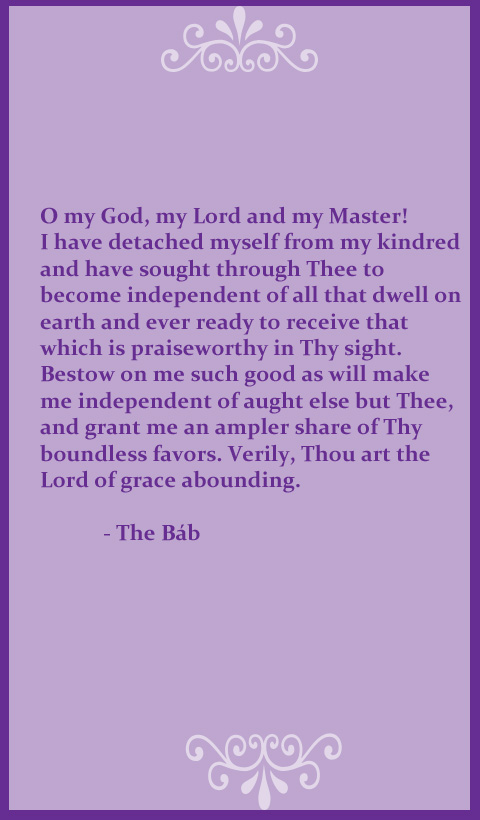 O my God, my Lord and my Master!
I have detached myself from my kindred
and have sought through Thee to
become independent of all that dwell on
earth and ever ready to receive that
which is praiseworthy in Thy sight.
Bestow on me such good as will make
me independent of aught else but Thee,
and grant me an ampler share of Thy
boundless favors. Verily, Thou art the
Lord of grace abounding.
- The Báb